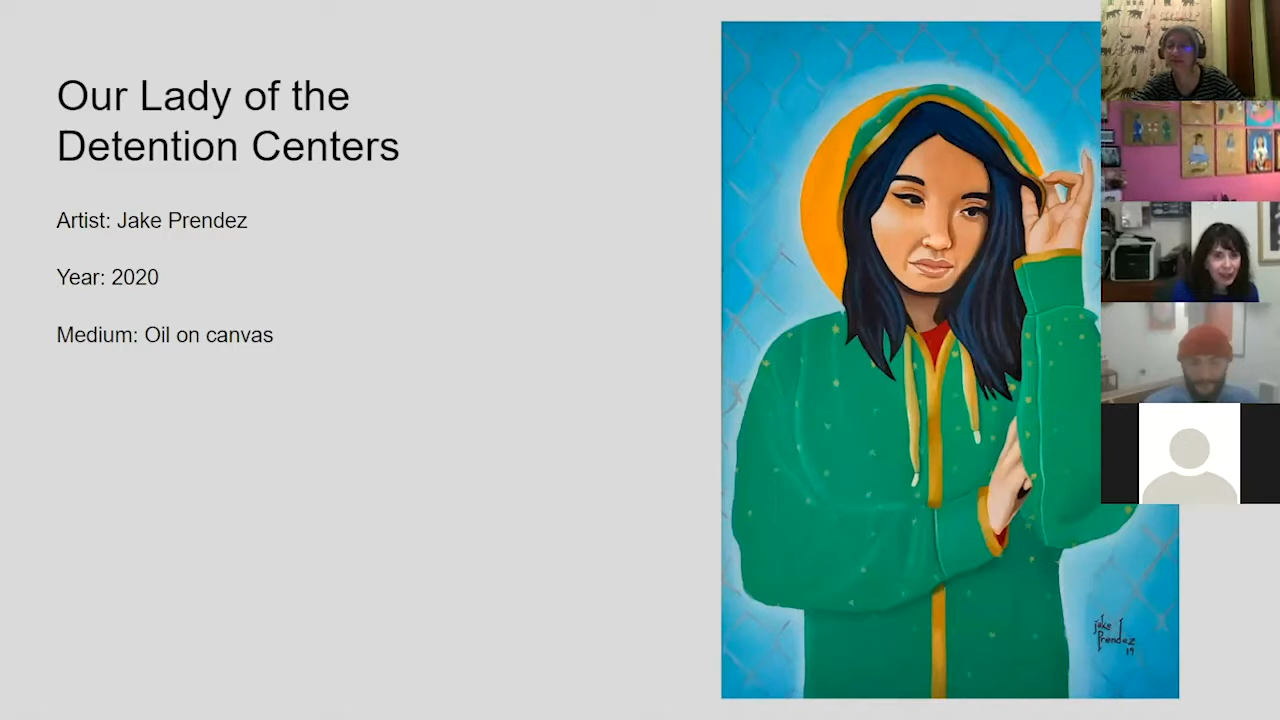 Our Lady of the
Detention Centers
Artist: Jake Prendez
Year: 2020
Medium: Oil on canvas
jake
Prendez
19